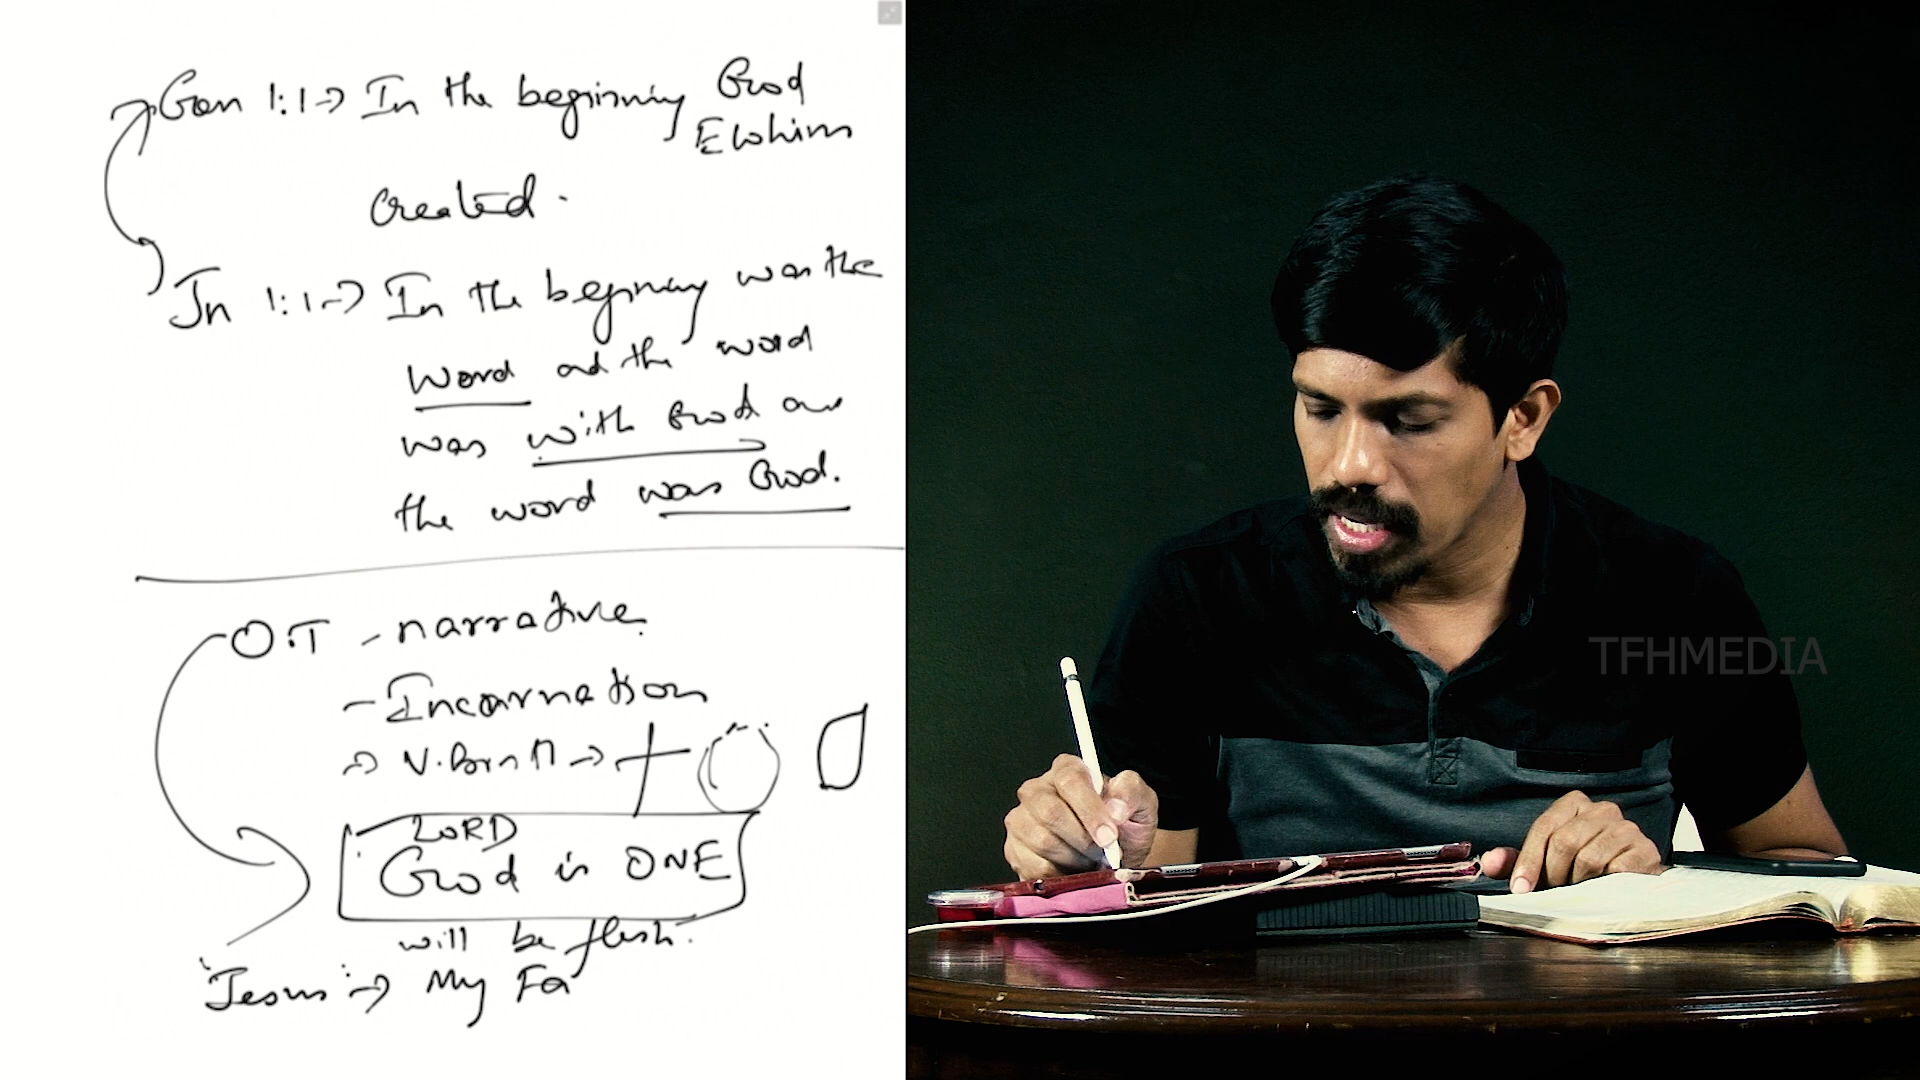 Gen 1:1 → In the beginning God
Elohim
Created.
Jn 1:1 → In the beginning was the
Word and the word
was with God and
the word was God.
O.T - narrative.
- Incarnation
→ V. Born →
LORD
God is ONE
will be flesh.
"Jesus" → My Fa
TFHMEDIA